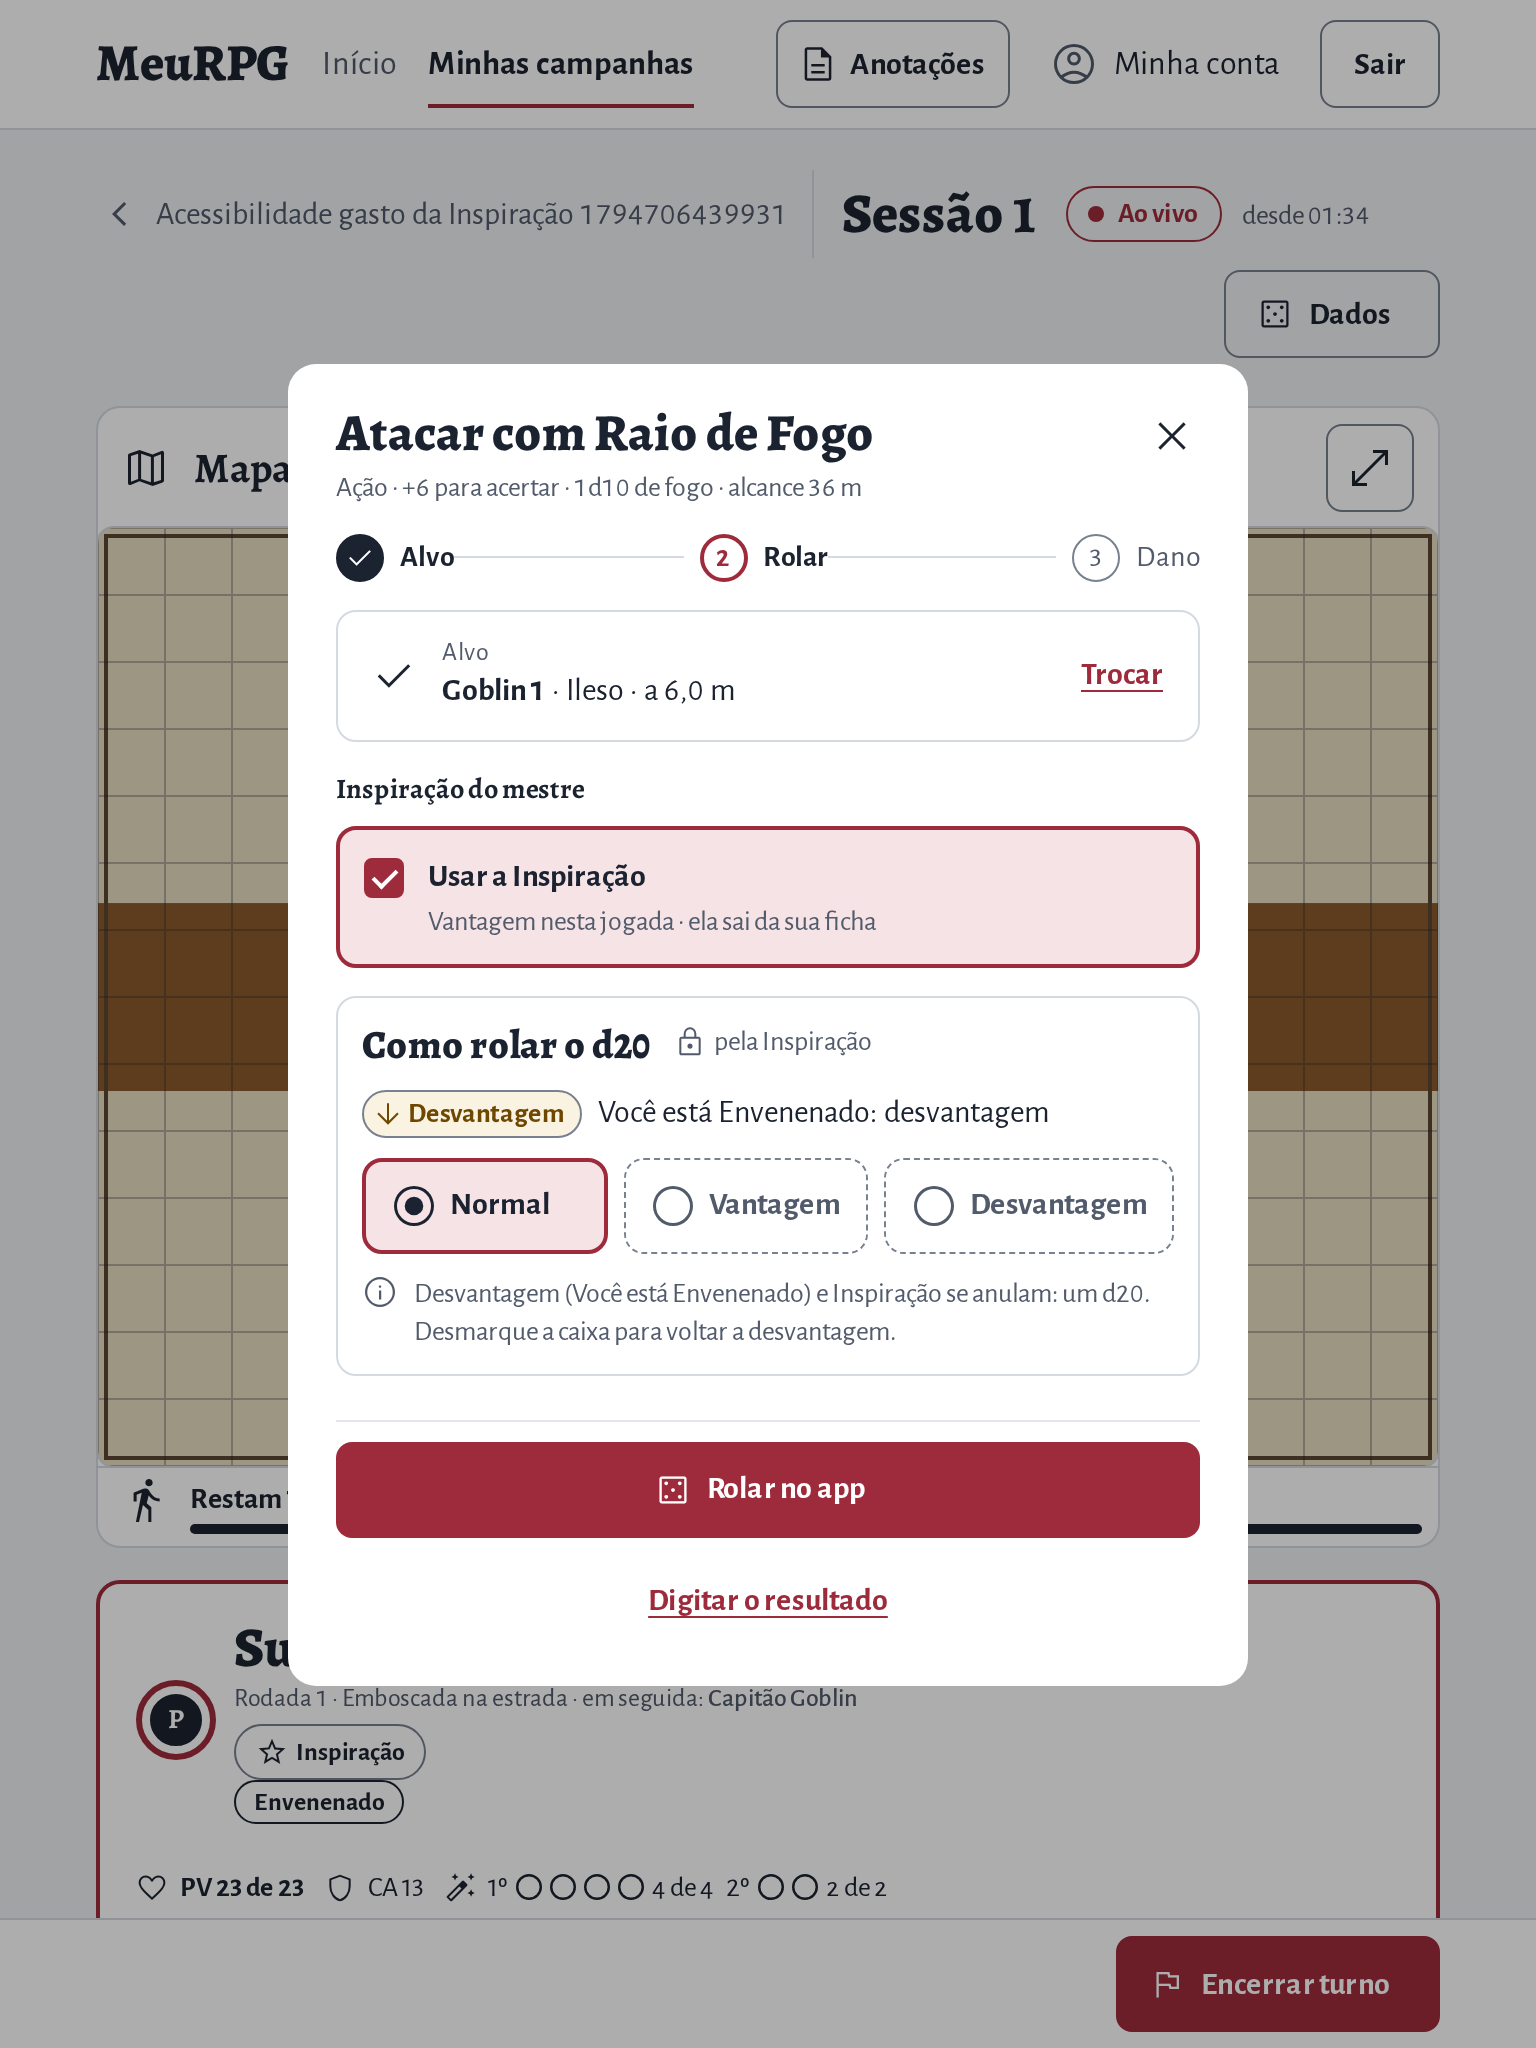 MeuRPG Início Minhas campanhas Anotações Minha conta Sair
Acessibilidade gasto da Inspiração 1794706439931 Sessão 1 Ao vivo desde 01:34
Dados
Mapa
Atacar com Raio de Fogo
Ação · +6 para acertar · 1d10 de fogo · alcance 36 m
Alvo 2 Rolar 3 Dano
Alvo
Goblin 1 · Ileso · a 6,0 m
Trocar
Inspiração do mestre
Usar a Inspiração
Vantagem nesta jogada · ela sai da sua ficha
Como rolar o d20 pela Inspiração
Desvantagem Você está Envenenado: desvantagem
Normal Vantagem Desvantagem
Desvantagem (Você está Envenenado) e Inspiração se anulam: um d20.
Desmarque a caixa para voltar a desvantagem.
Rolar no app
Digitar o resultado
Restam
P
Rodada 1 · Emboscada na estrada · em seguida: Capitão Goblin
Inspiração
Envenenado
PV 23 de 23 CA 13 1º 4 de 4 2º 2 de 2
Encerrar turno